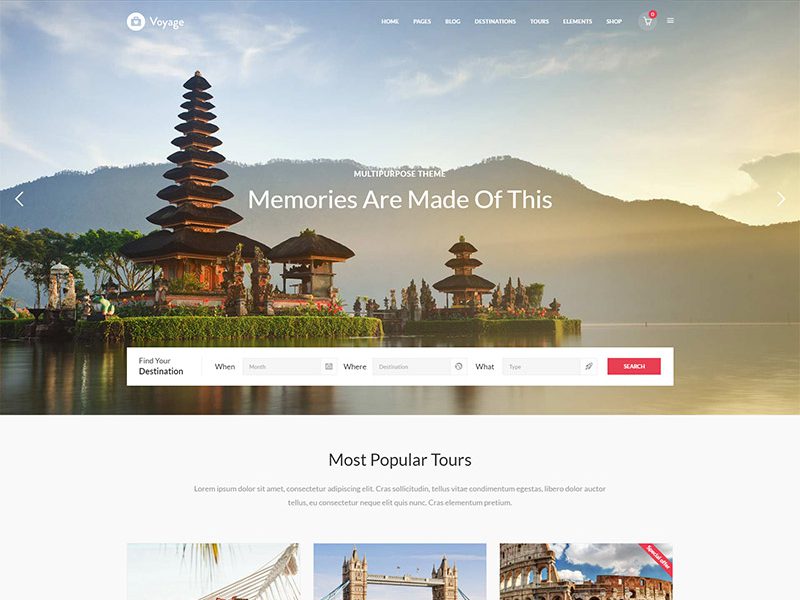 Voyage
HOME PAGES BLOG DESTINATIONS TOURS ELEMENTS SHOP 0
MULTIPURPOSE THEME
Memories Are Made Of This
Find Your
Destination
When Month Where Destination What Type SEARCH
Most Popular Tours
Lorem ipsum dolor sit amet, consectetur adipiscing elit. Cras sollicitudin, tellus vitae condimentum egestas, libero dolor auctor
tellus, eu consectetur neque elit quis nunc. Cras elementum pretium.
Special offer